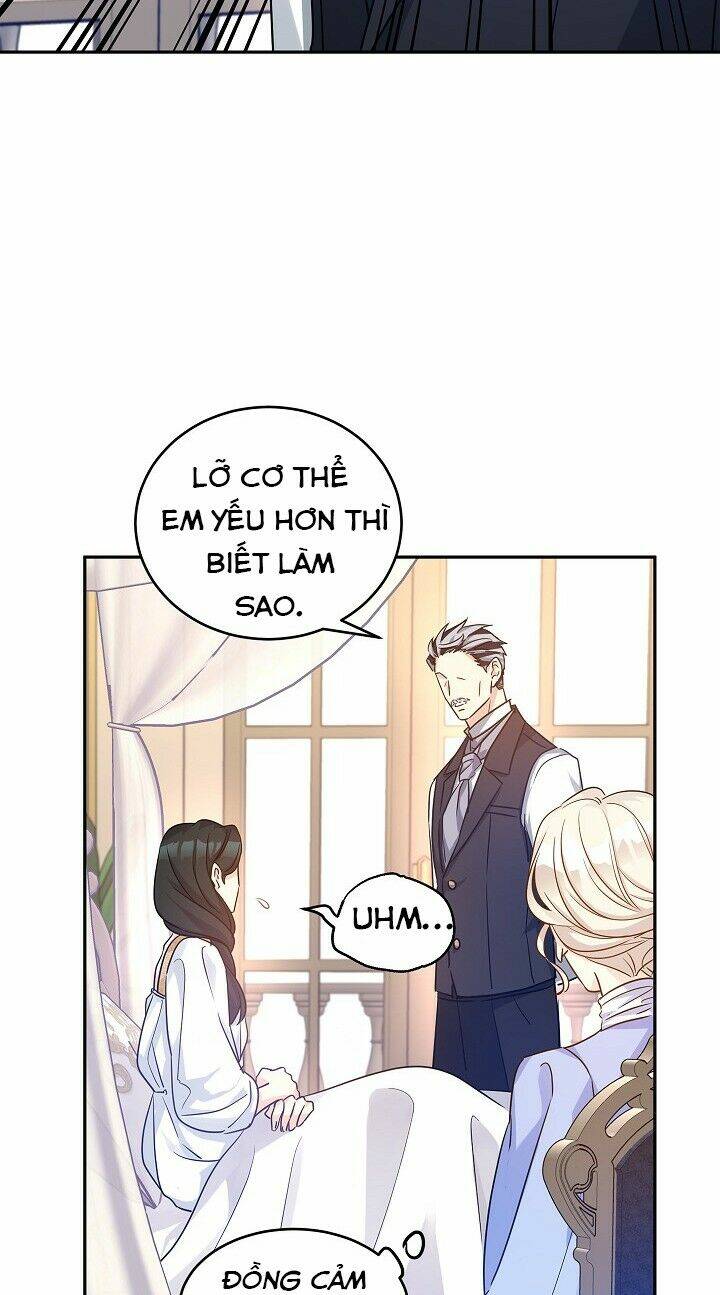 LỠ CƠ THỂ
EM YẾU HƠN THÌ
BIẾT LÀM
SAO.
UHM...
ĐỒNG CẢM